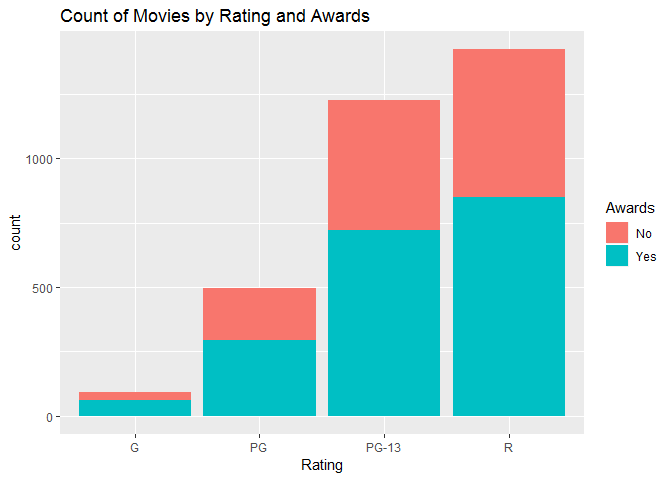 Count of Movies by Rating and Awards
count
1000
500
0
G PG PG-13 R
Rating
Awards
No
Yes